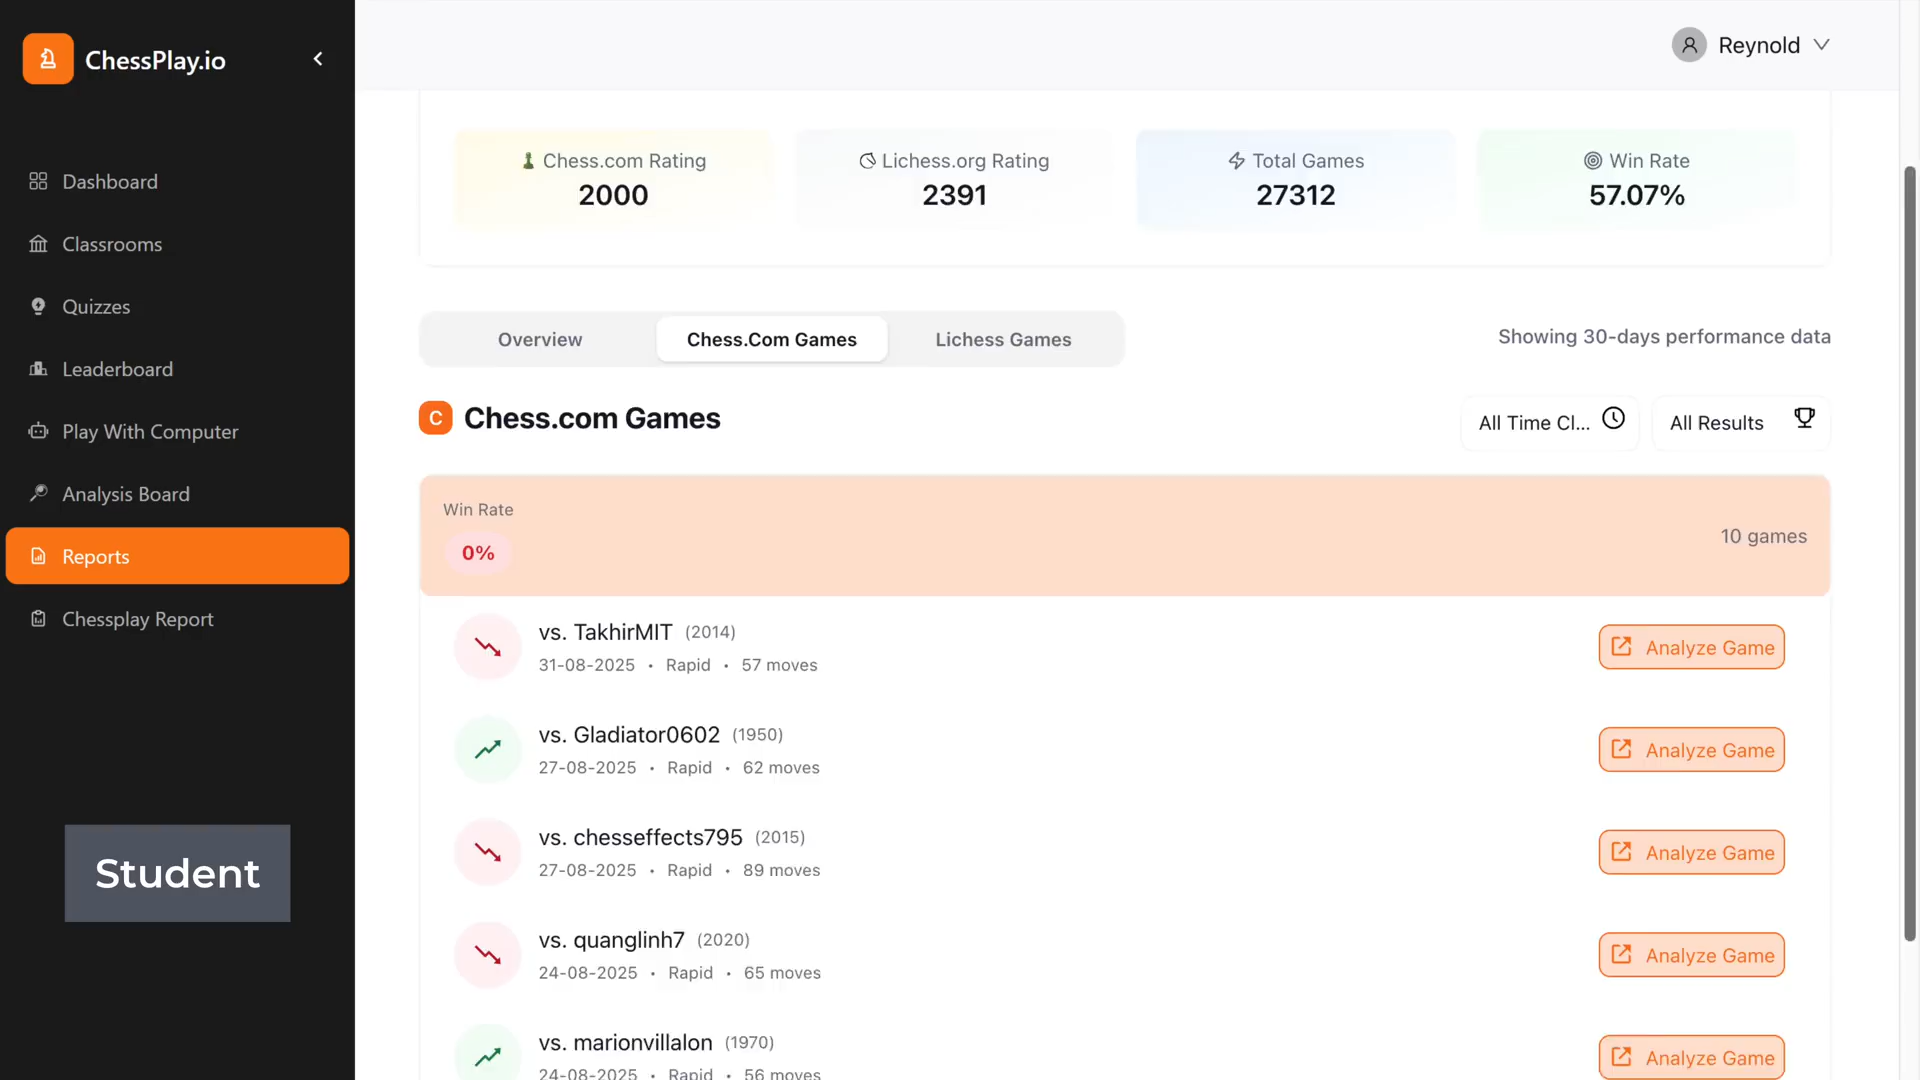 ChessPlay.io
Reynold
Dashboard
Classrooms
Quizzes
Leaderboard
Play With Computer
Analysis Board
Reports
Chessplay Report
Student
Chess.com Rating
2000
Lichess.org Rating
2391
Total Games
27312
Win Rate
57.07%
Overview
Chess.Com Games
Lichess Games
Showing 30-days performance data
C Chess.com Games
All Time Cl...
All Results
Win Rate
0%
10 games
vs. TakhirMIT (2014)
31-08-2025 • Rapid • 57 moves
Analyze Game
vs. Gladiator0602 (1950)
27-08-2025 • Rapid • 62 moves
Analyze Game
vs. chesseffects795 (2015)
27-08-2025 • Rapid • 89 moves
Analyze Game
vs. quanglinh7 (2020)
24-08-2025 • Rapid • 65 moves
Analyze Game
vs. marionvillalon (1970)
24-08-2025 • Rapid • 56 moves
Analyze Game